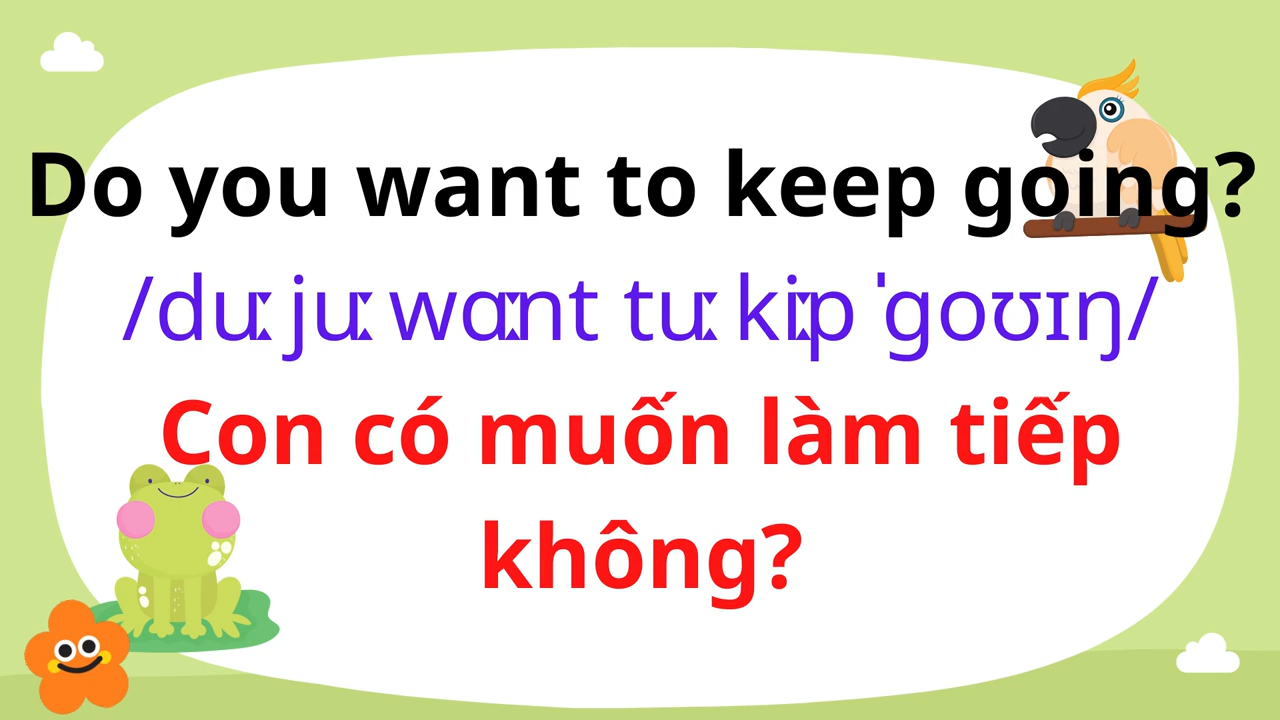 Do you want to keep going?
/duː juː wɑːnt tuː kiːp ˈɡoʊɪŋ/
Con có muốn làm tiếp
không?